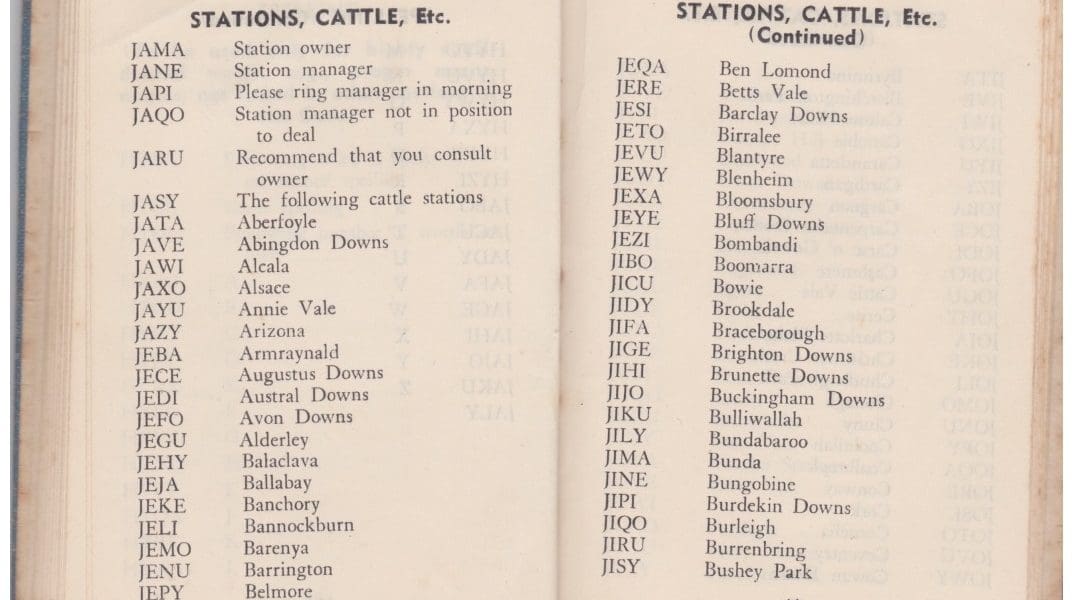 STATIONS, CATTLE, Etc.
JAMA Station owner
JANE Station manager
JAPI Please ring manager in morning
JAQO Station manager not in position
to deal
JARU Recommend that you consult
owner
JASY The following cattle stations
JATA Aberfoyle
JAVE Abingdon Downs
JAWI Alcala
JAXO Alsace
JAYU Annie Vale
JAZY Arizona
JEBA Armraynald
JECE Augustus Downs
JEDI Austral Downs
JEFO Avon Downs
JEGU Alderley
JEHY Balaclava
JEJA Ballabay
JEKE Banchory
JELI Bannockburn
JEMO Barenya
JENU Barrington
JEPY Belmore
STATIONS, CATTLE, Etc.
(Continued)
JEQA Ben Lomond
JERE Betts Vale
JESI Barclay Downs
JETO Birralee
JEVU Blantyre
JEWY Blenheim
JEXA Bloomsbury
JEYE Bluff Downs
JEZI Bombandi
JIBO Boomarra
JICU Bowie
JIDY Brookdale
JIFA Braceborough
JIGE Brighton Downs
JIHI Brunette Downs
JIJO Buckingham Downs
JIKU Bulliwallah
JILY Bundabaroo
JIMA Bunda
JINE Bungobine
JIPI Burdekin Downs
JIQO Burleigh
JIRU Burrenbring
JISY Bushey Park